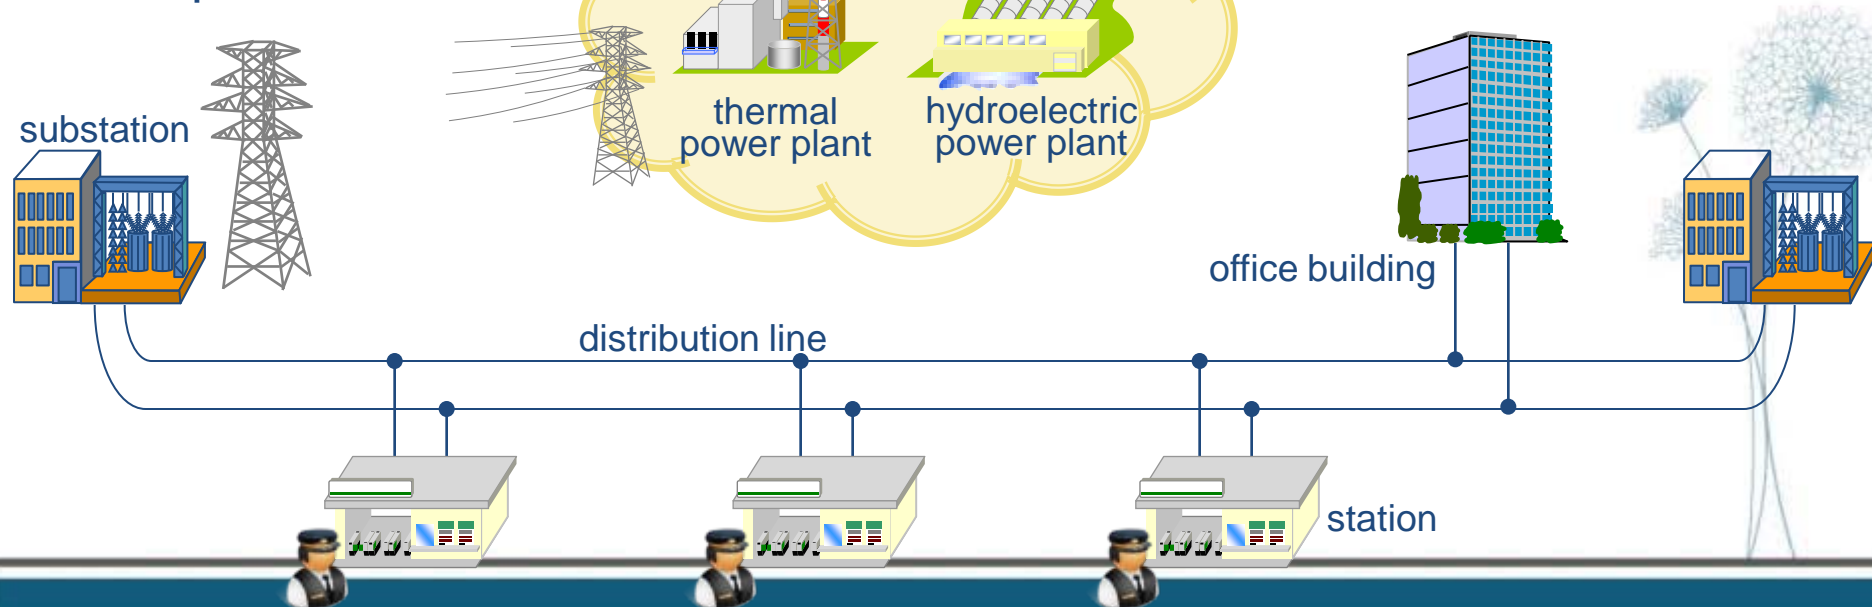 thermal
power plant
hydroelectric
power plant
substation
office building
distribution line
station